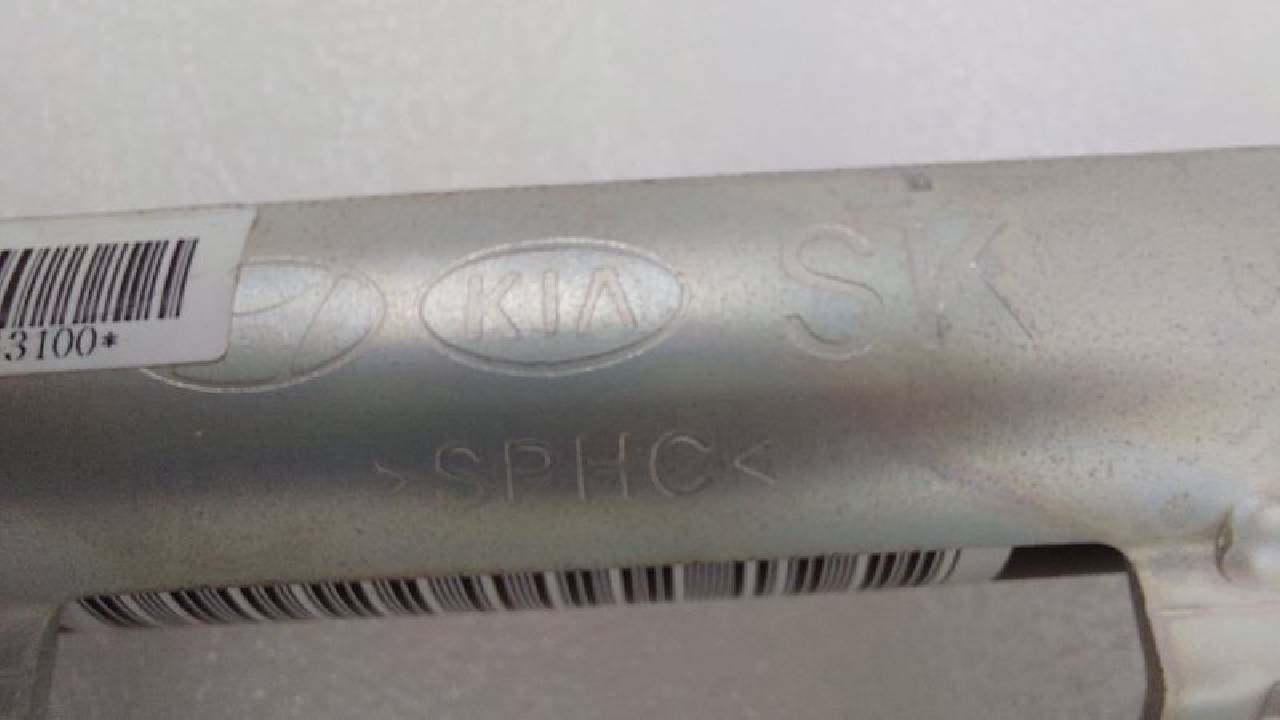 KIA SK
3100*
>SPHC<